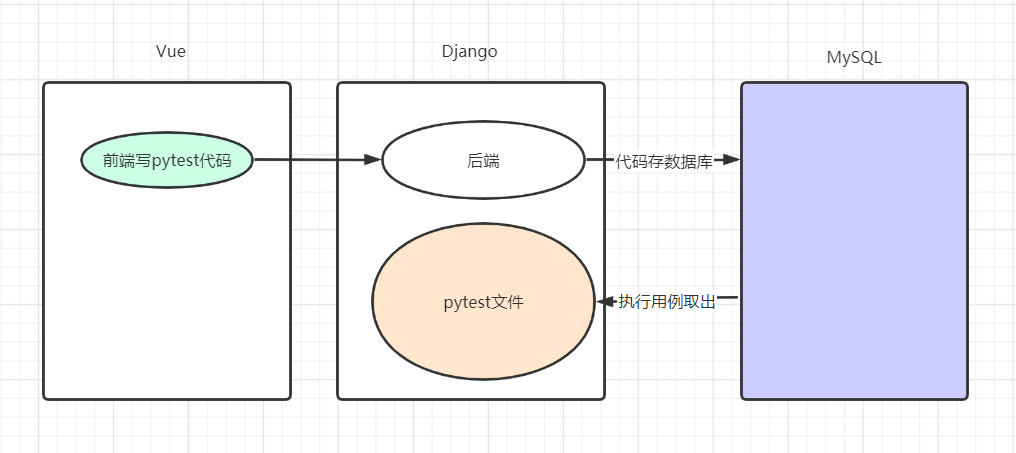 Vue
Django
MySQL
前端写pytest代码
后端
代码存数据库
pytest文件
执行用例取出